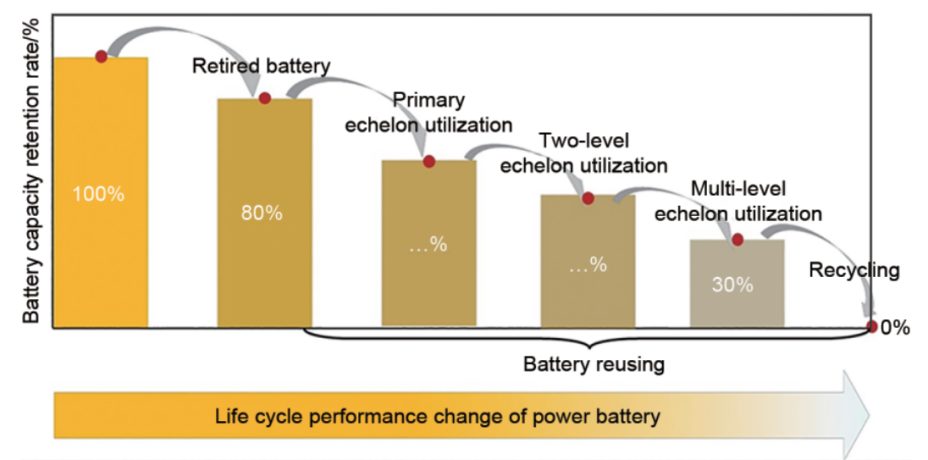 Battery capacity retention rate/%
100%
Retired battery
80%
Primary
echelon utilization
...%
Two-level
echelon utilization
...%
Multi-level
echelon utilization
30%
Recycling
0%
Battery reusing
Life cycle performance change of power battery